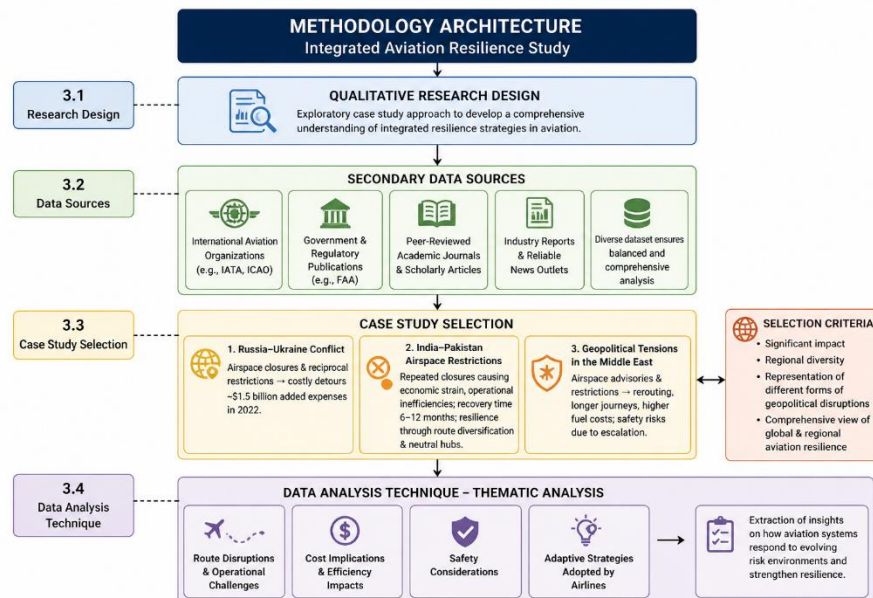 METHODOLOGY ARCHITECTURE
Integrated Aviation Resilience Study
3.1
Research Design
QUALITATIVE RESEARCH DESIGN
Exploratory case study approach to develop a comprehensive
understanding of integrated resilience strategies in aviation.
3.2
Data Sources
SECONDARY DATA SOURCES
International Aviation
Organizations
(e.g., IATA, ICAO)
Government &
Regulatory
Publications
(e.g., FAA)
Peer-Reviewed
Academic Journals
& Scholarly Articles
Industry Reports
& Reliable
News Outlets
Diverse dataset ensures
balanced and
comprehensive
analysis
3.3
Case Study Selection
CASE STUDY SELECTION
1. Russia–Ukraine Conflict
Airspace closures & reciprocal
restrictions → costly detours
~$1.5 billion added expenses
in 2022.
2. India–Pakistan
Airspace Restrictions
Repeated closures causing
economic strain, operational
inefficiencies; recovery time
6–12 months; resilience
through route diversification
& neutral hubs.
3. Geopolitical Tensions
in the Middle East
Airspace advisories &
restrictions → rerouting,
longer journeys, higher
fuel costs; safety risks
due to escalation.
SELECTION CRITERIA
• Significant impact
• Regional diversity
• Representation of
different forms of
geopolitical disruptions
• Comprehensive view of
global & regional
aviation resilience
3.4
Data Analysis
Technique
DATA ANALYSIS TECHNIQUE – THEMATIC ANALYSIS
Route Disruptions
& Operational
Challenges
$
Cost Implications
& Efficiency
Impacts
Safety
Considerations
Adaptive Strategies
Adopted by
Airlines
Extraction of insights
on how aviation systems
respond to evolving
risk environments and
strengthen resilience.